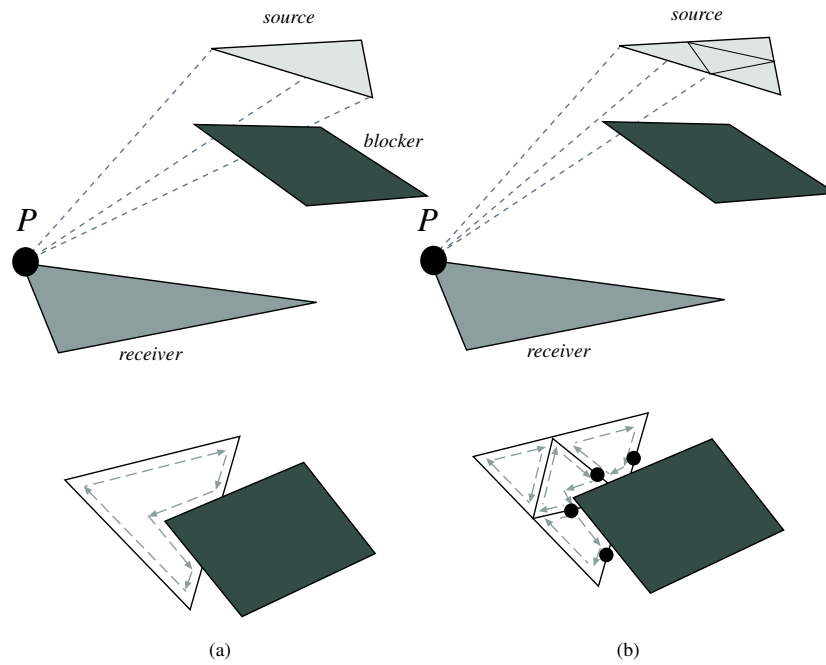 source
source
blocker
P
P
receiver
receiver
(a)
(b)